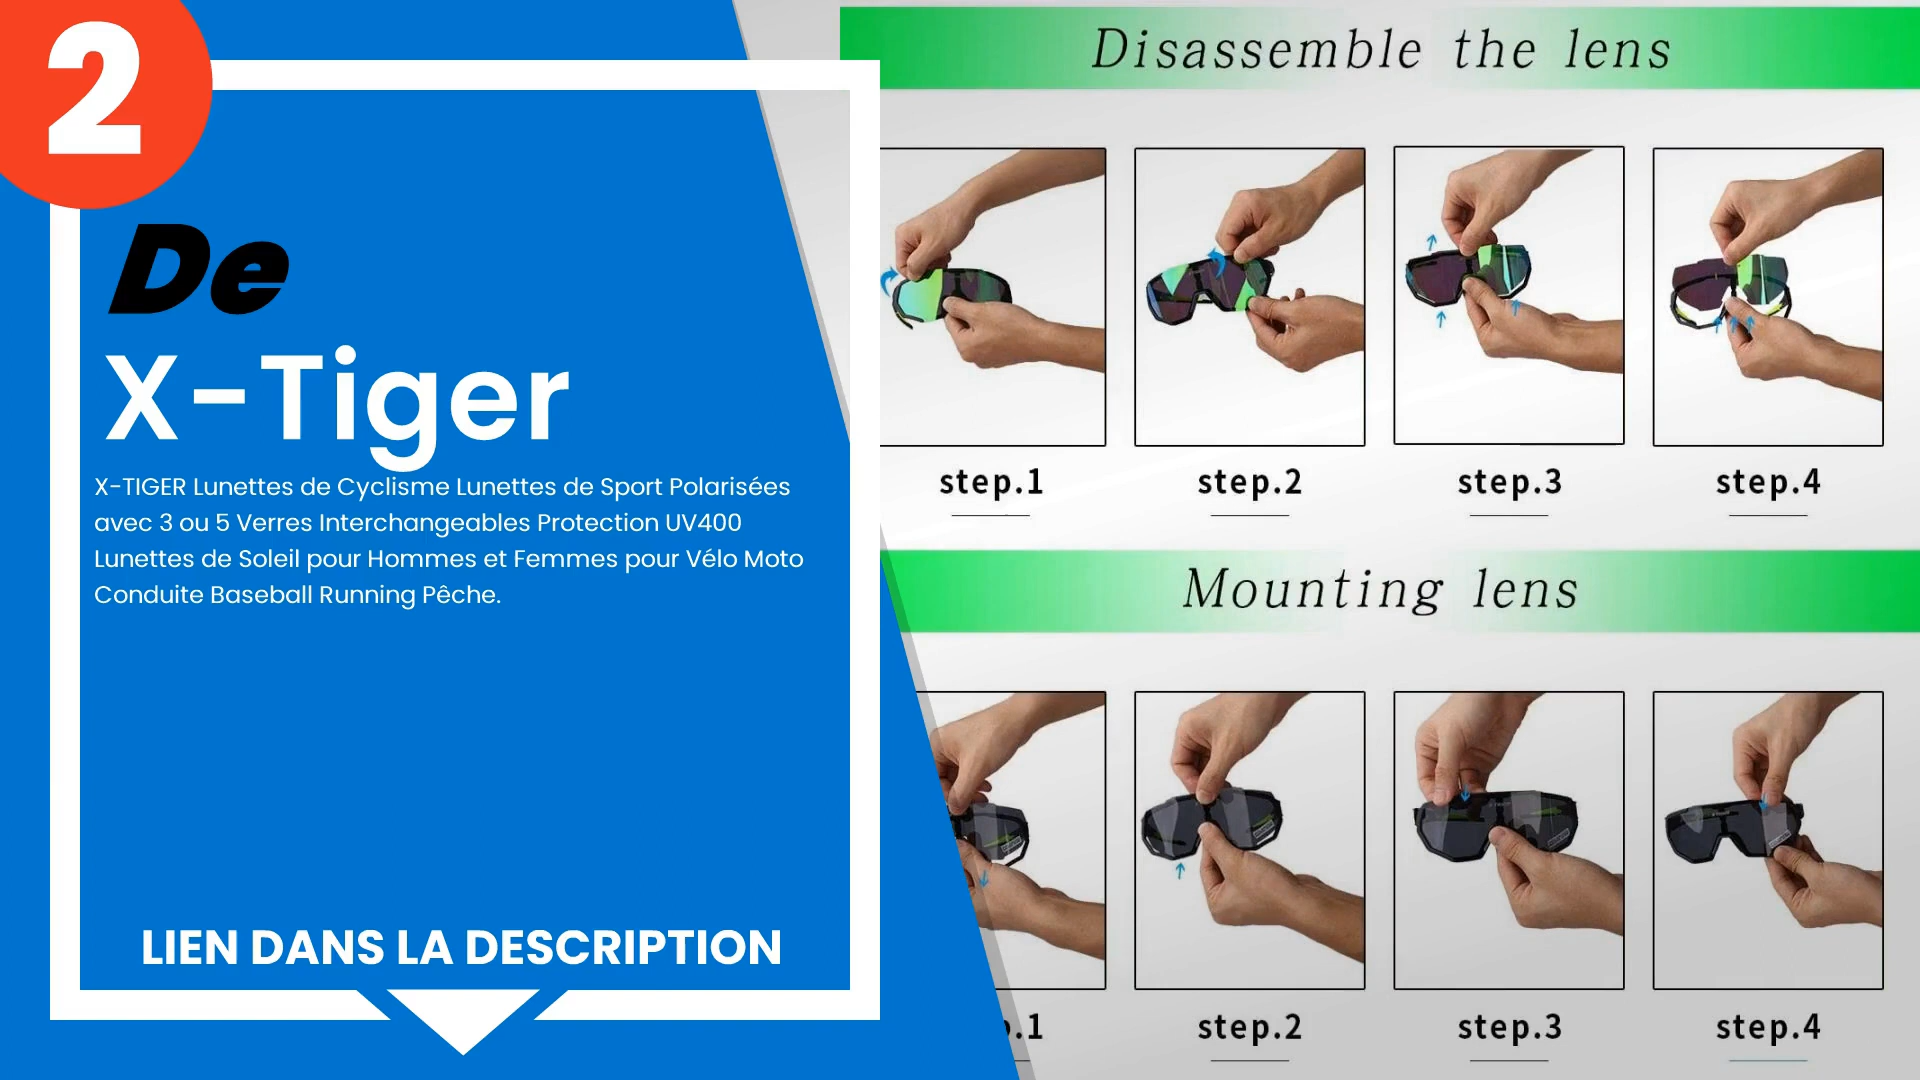 2
De
X-Tiger
X-TIGER Lunettes de Cyclisme Lunettes de Sport Polarisées
avec 3 ou 5 Verres Interchangeables Protection UV400
Lunettes de Soleil pour Hommes et Femmes pour Vélo Moto
Conduite Baseball Running Pêche.
LIEN DANS LA DESCRIPTION
Disassemble the lens
step.1 step.2 step.3 step.4
Mounting lens
.1 step.2 step.3 step.4